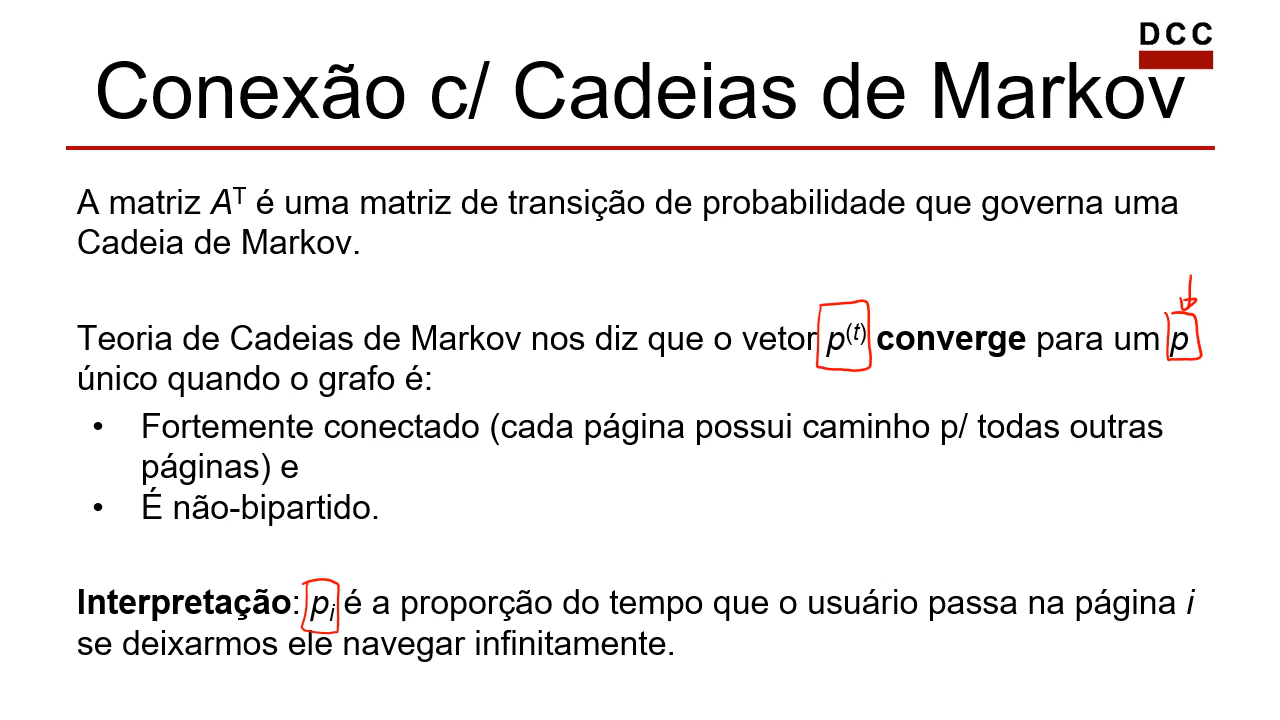 DCC
Conexão c/ Cadeias de Markov
A matriz Aᵀ é uma matriz de transição de probabilidade que governa uma
Cadeia de Markov.
Teoria de Cadeias de Markov nos diz que o vetor p⁽ᵗ⁾ converge para um p
único quando o grafo é:
• Fortemente conectado (cada página possui caminho p/ todas outras
páginas) e
• É não-bipartido.
Interpretação: pᵢ é a proporção do tempo que o usuário passa na página i
se deixarmos ele navegar infinitamente.